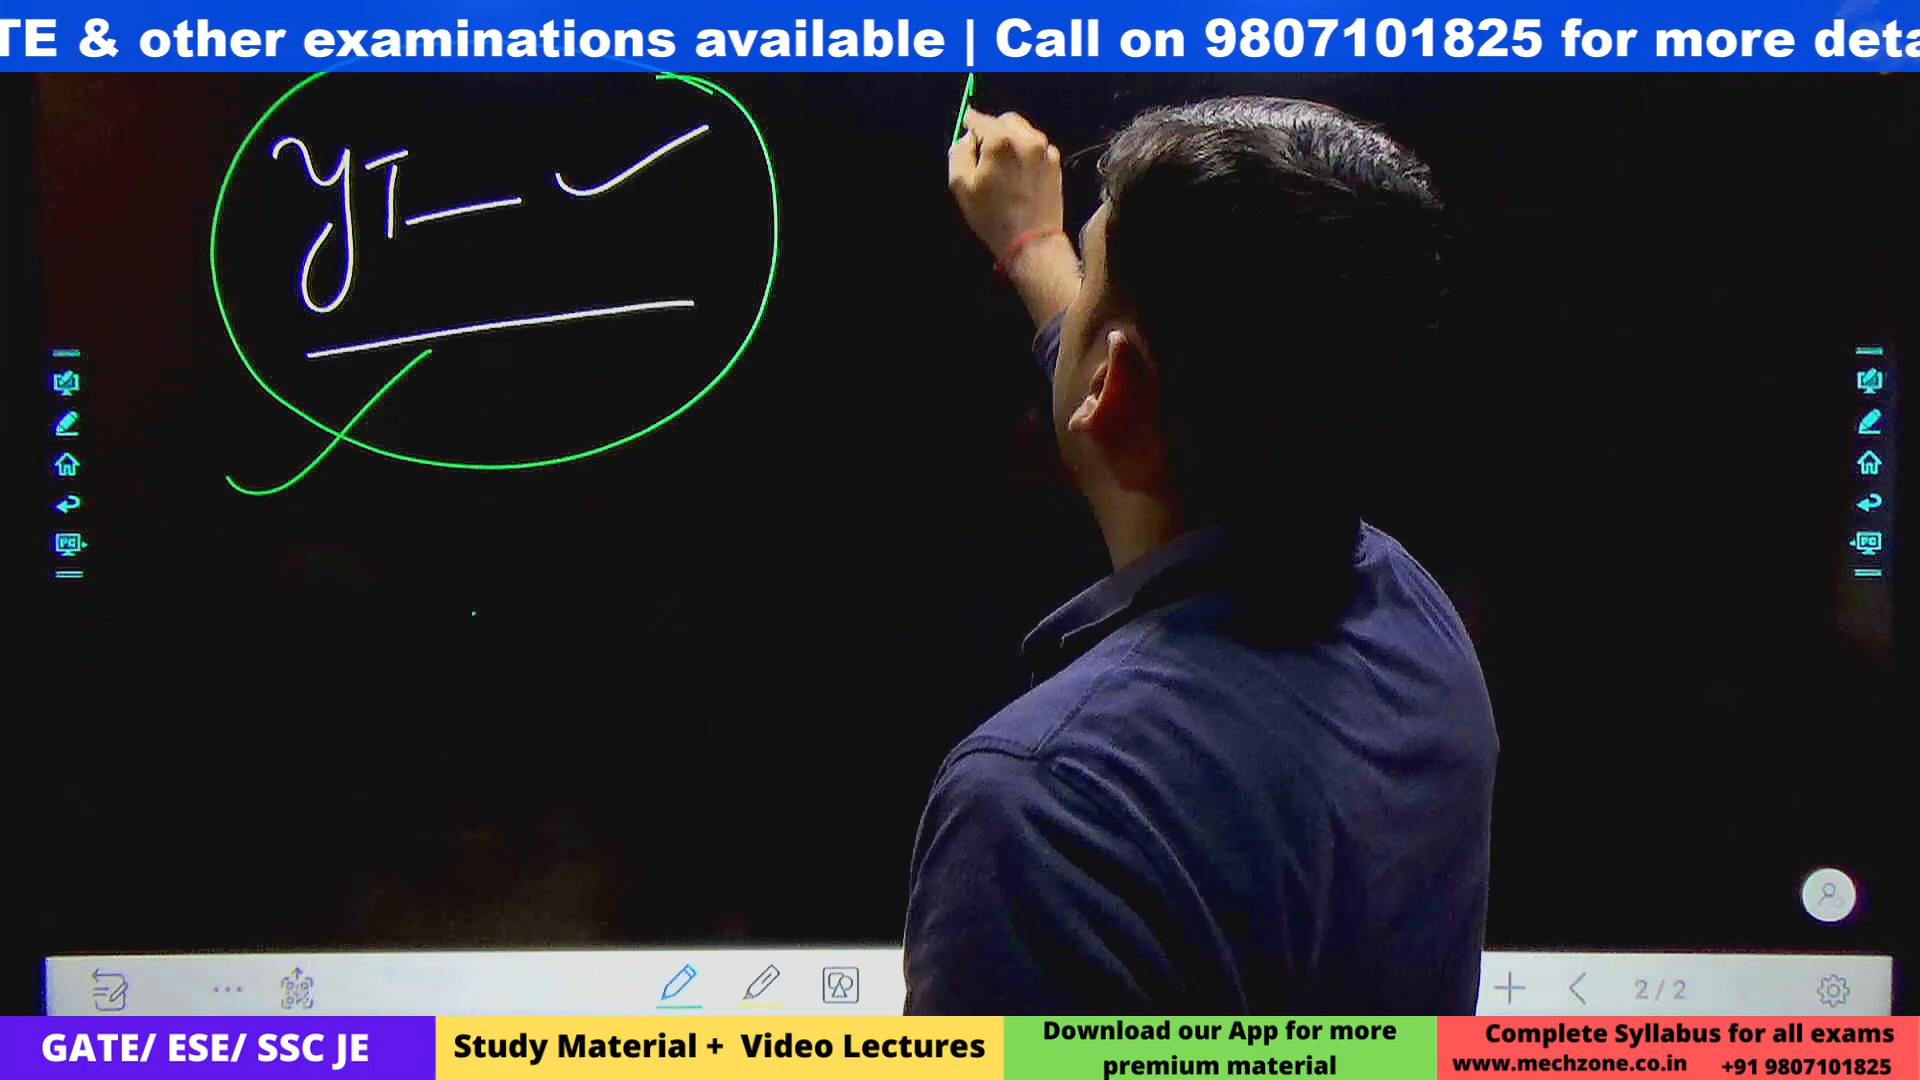 TE & other examinations available | Call on 9807101825 for more deta
YT
2/2
GATE/ ESE/ SSC JE
Study Material + Video Lectures
Download our App for more
premium material
Complete Syllabus for all exams
www.mechzone.co.in +91 9807101825